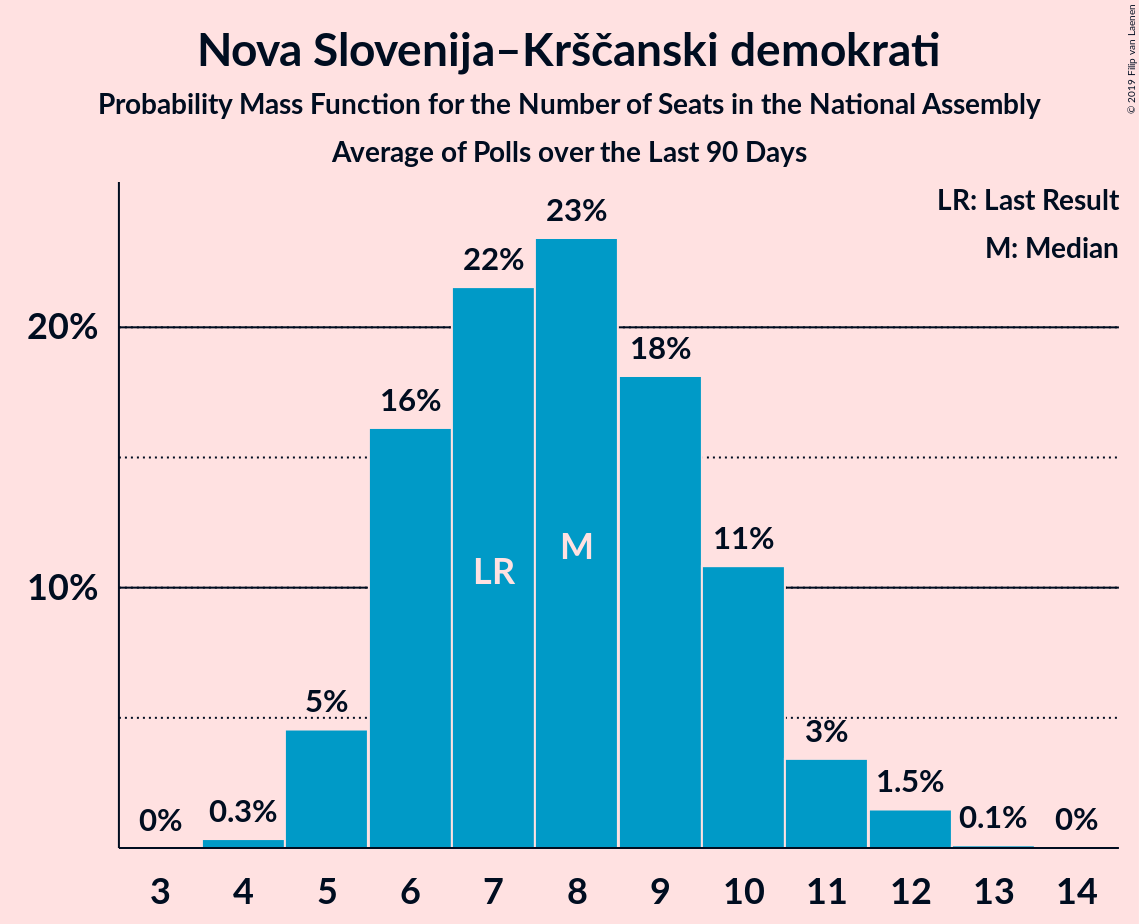 Nova Slovenija–Krščanski demokrati
Probability Mass Function for the Number of Seats in the National Assembly
Average of Polls over the Last 90 Days
© 2019 Filip van Laenen
LR: Last Result
M: Median
20%
10%
0%
0.3%
5%
16%
22%
23%
18%
11%
3%
1.5%
0.1%
0%
LR
M
3 4 5 6 7 8 9 10 11 12 13 14